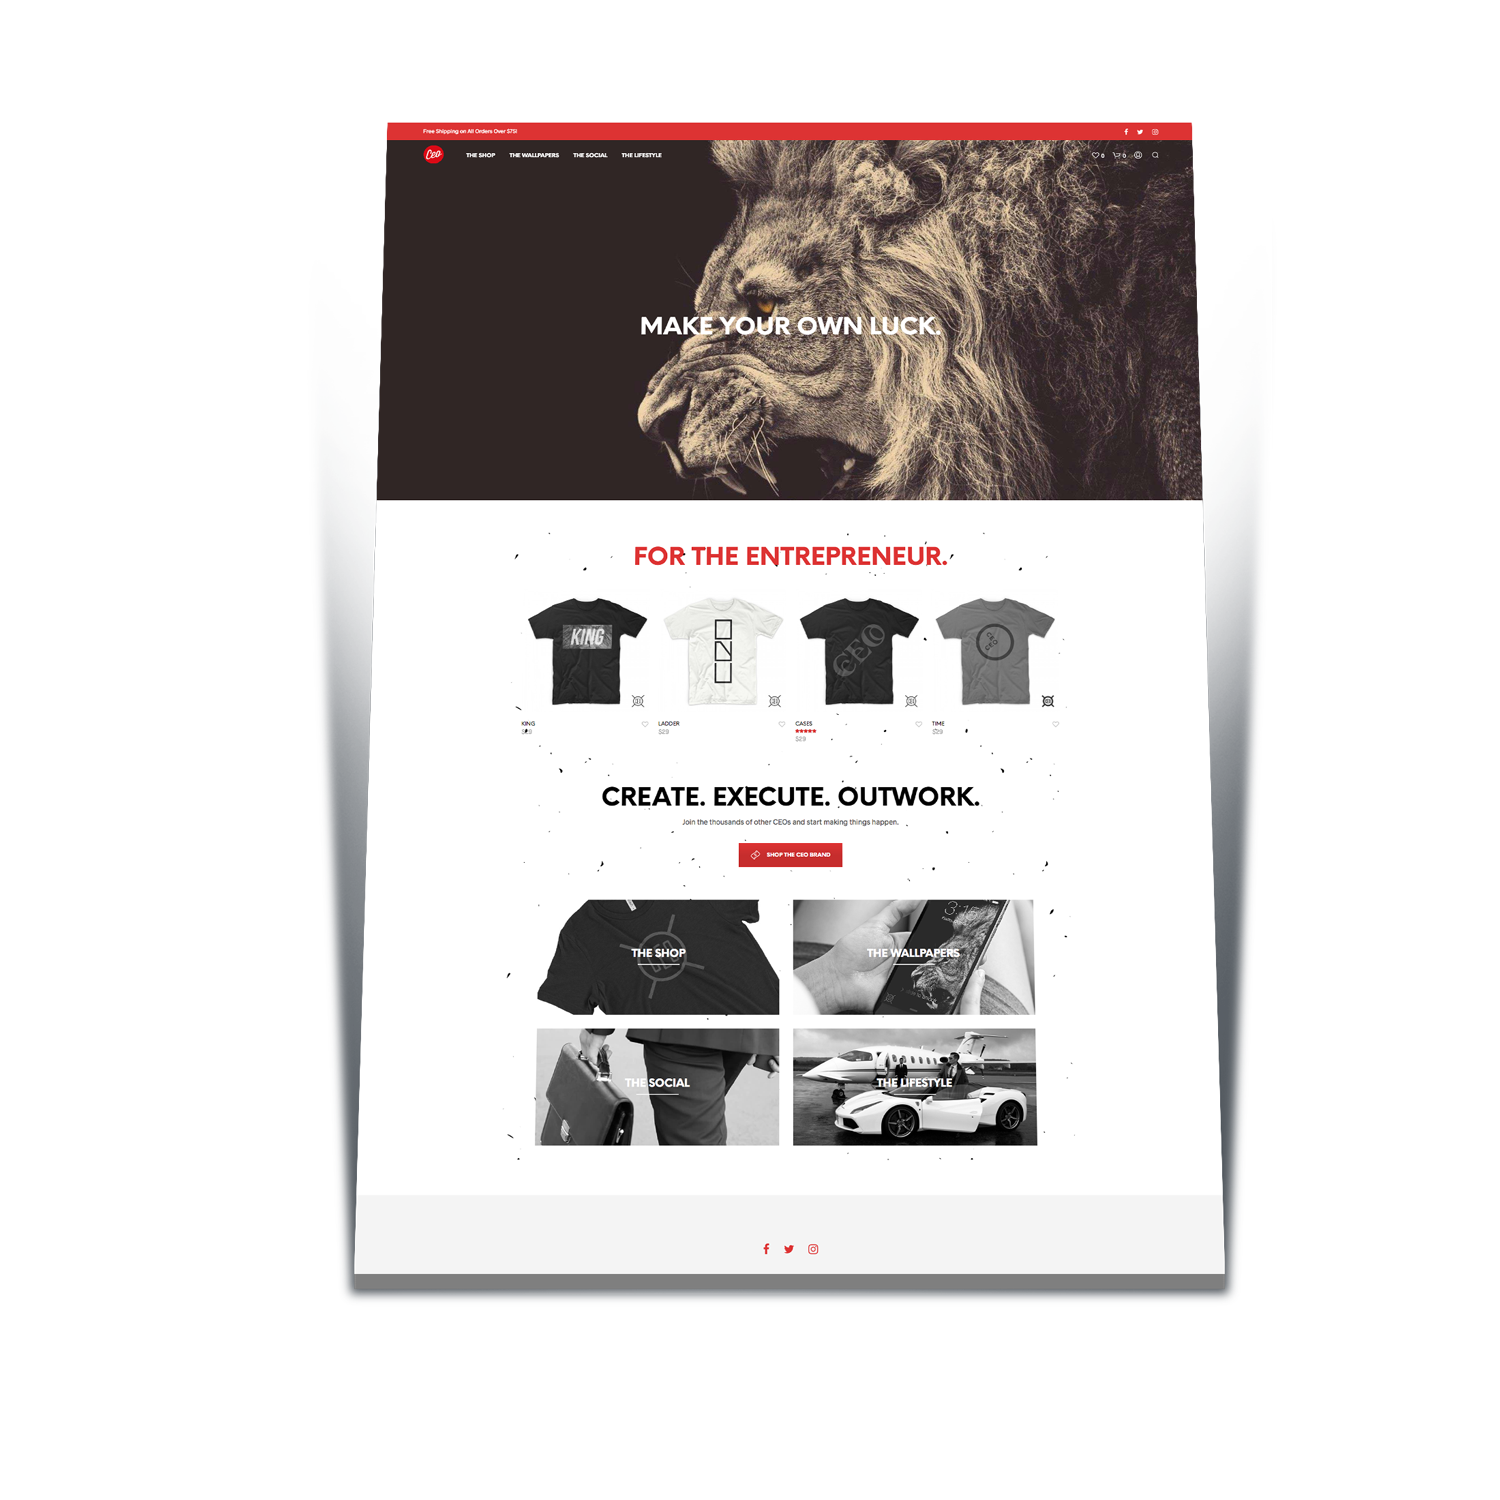 Free Shipping on All Orders Over $75!
Ceo
THE SHOP THE WALLPAPERS THE SOCIAL THE LIFESTYLE
0 0
MAKE YOUR OWN LUCK.
FOR THE ENTREPRENEUR.
KING
CEO
KING LADDER CASES TIME
$29 $29 $29
$29
CREATE. EXECUTE. OUTWORK.
Join the thousands of other CEOs and start making things happen.
SHOP THE CEO BRAND
CEO
THE SHOP
THE WALLPAPERS
THE SOCIAL
THE LIFESTYLE